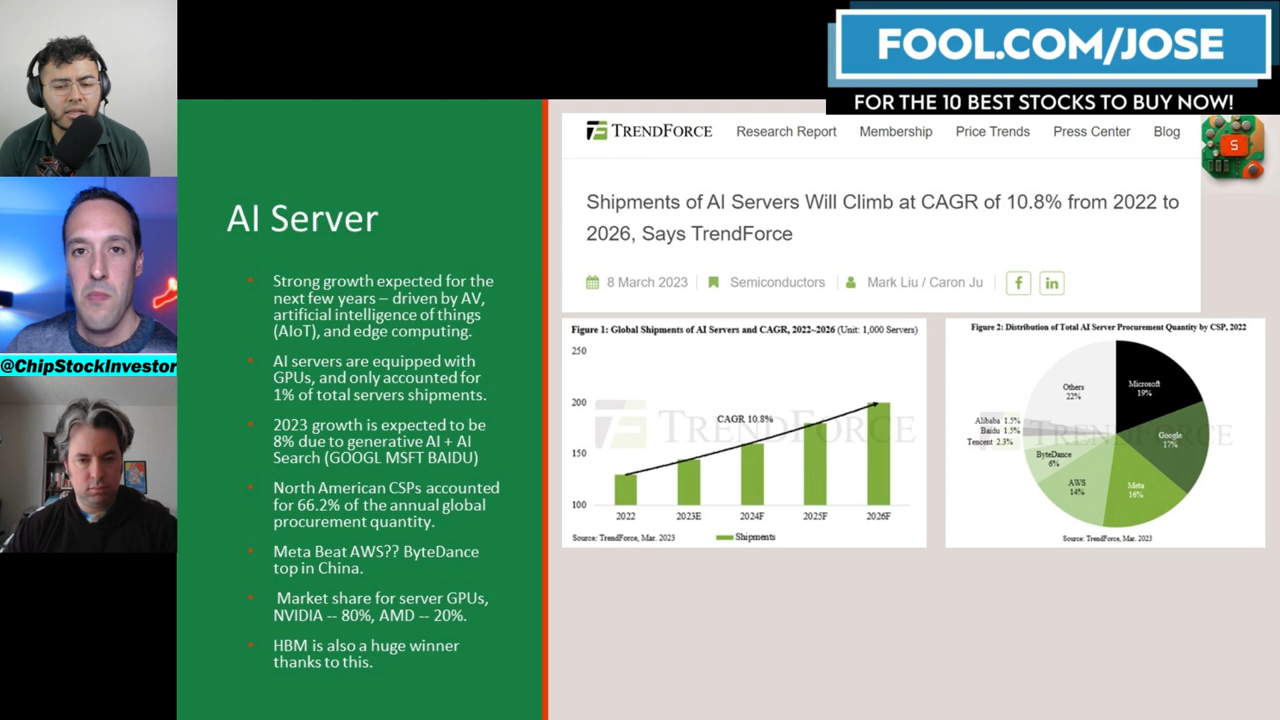 FOOL.COM/JOSE
FOR THE 10 BEST STOCKS TO BUY NOW!
@ChipStockInvestor
AI Server
• Strong growth expected for the
next few years – driven by AV,
artificial intelligence of things
(AIoT), and edge computing.
• AI servers are equipped with
GPUs, and only accounted for
1% of total servers shipments.
• 2023 growth is expected to be
8% due to generative AI + AI
Search (GOOGL MSFT BAIDU)
• North American CSPs accounted
for 66.2% of the annual global
procurement quantity.
• Meta Beat AWS?? ByteDance
top in China.
• Market share for server GPUs,
NVIDIA -- 80%, AMD -- 20%.
• HBM is also a huge winner
thanks to this.
TRENDFORCE Research Report Membership Price Trends Press Center Blog
S
Shipments of AI Servers Will Climb at CAGR of 10.8% from 2022 to
2026, Says TrendForce
8 March 2023 Semiconductors Mark Liu / Caron Ju f in
Figure 1: Global Shipments of AI Servers and CAGR, 2022~2026 (Unit: 1,000 Servers)
250
200
150
100
CAGR 10.8%
TRENDFORCE
2022 2023E 2024F 2025F 2026F
Source: TrendForce, Mar. 2023 Shipments
Figure 2: Distribution of Total AI Server Procurement Quantity by CSP, 2022
Microsoft
19%
Google
17%
Meta
16%
AWS
14%
ByteDance
6%
Tencent 2.3%
Baidu 1.5%
Alibaba 1.5%
Others
22%
TRENDFORCE
Source: TrendForce, Mar. 2023